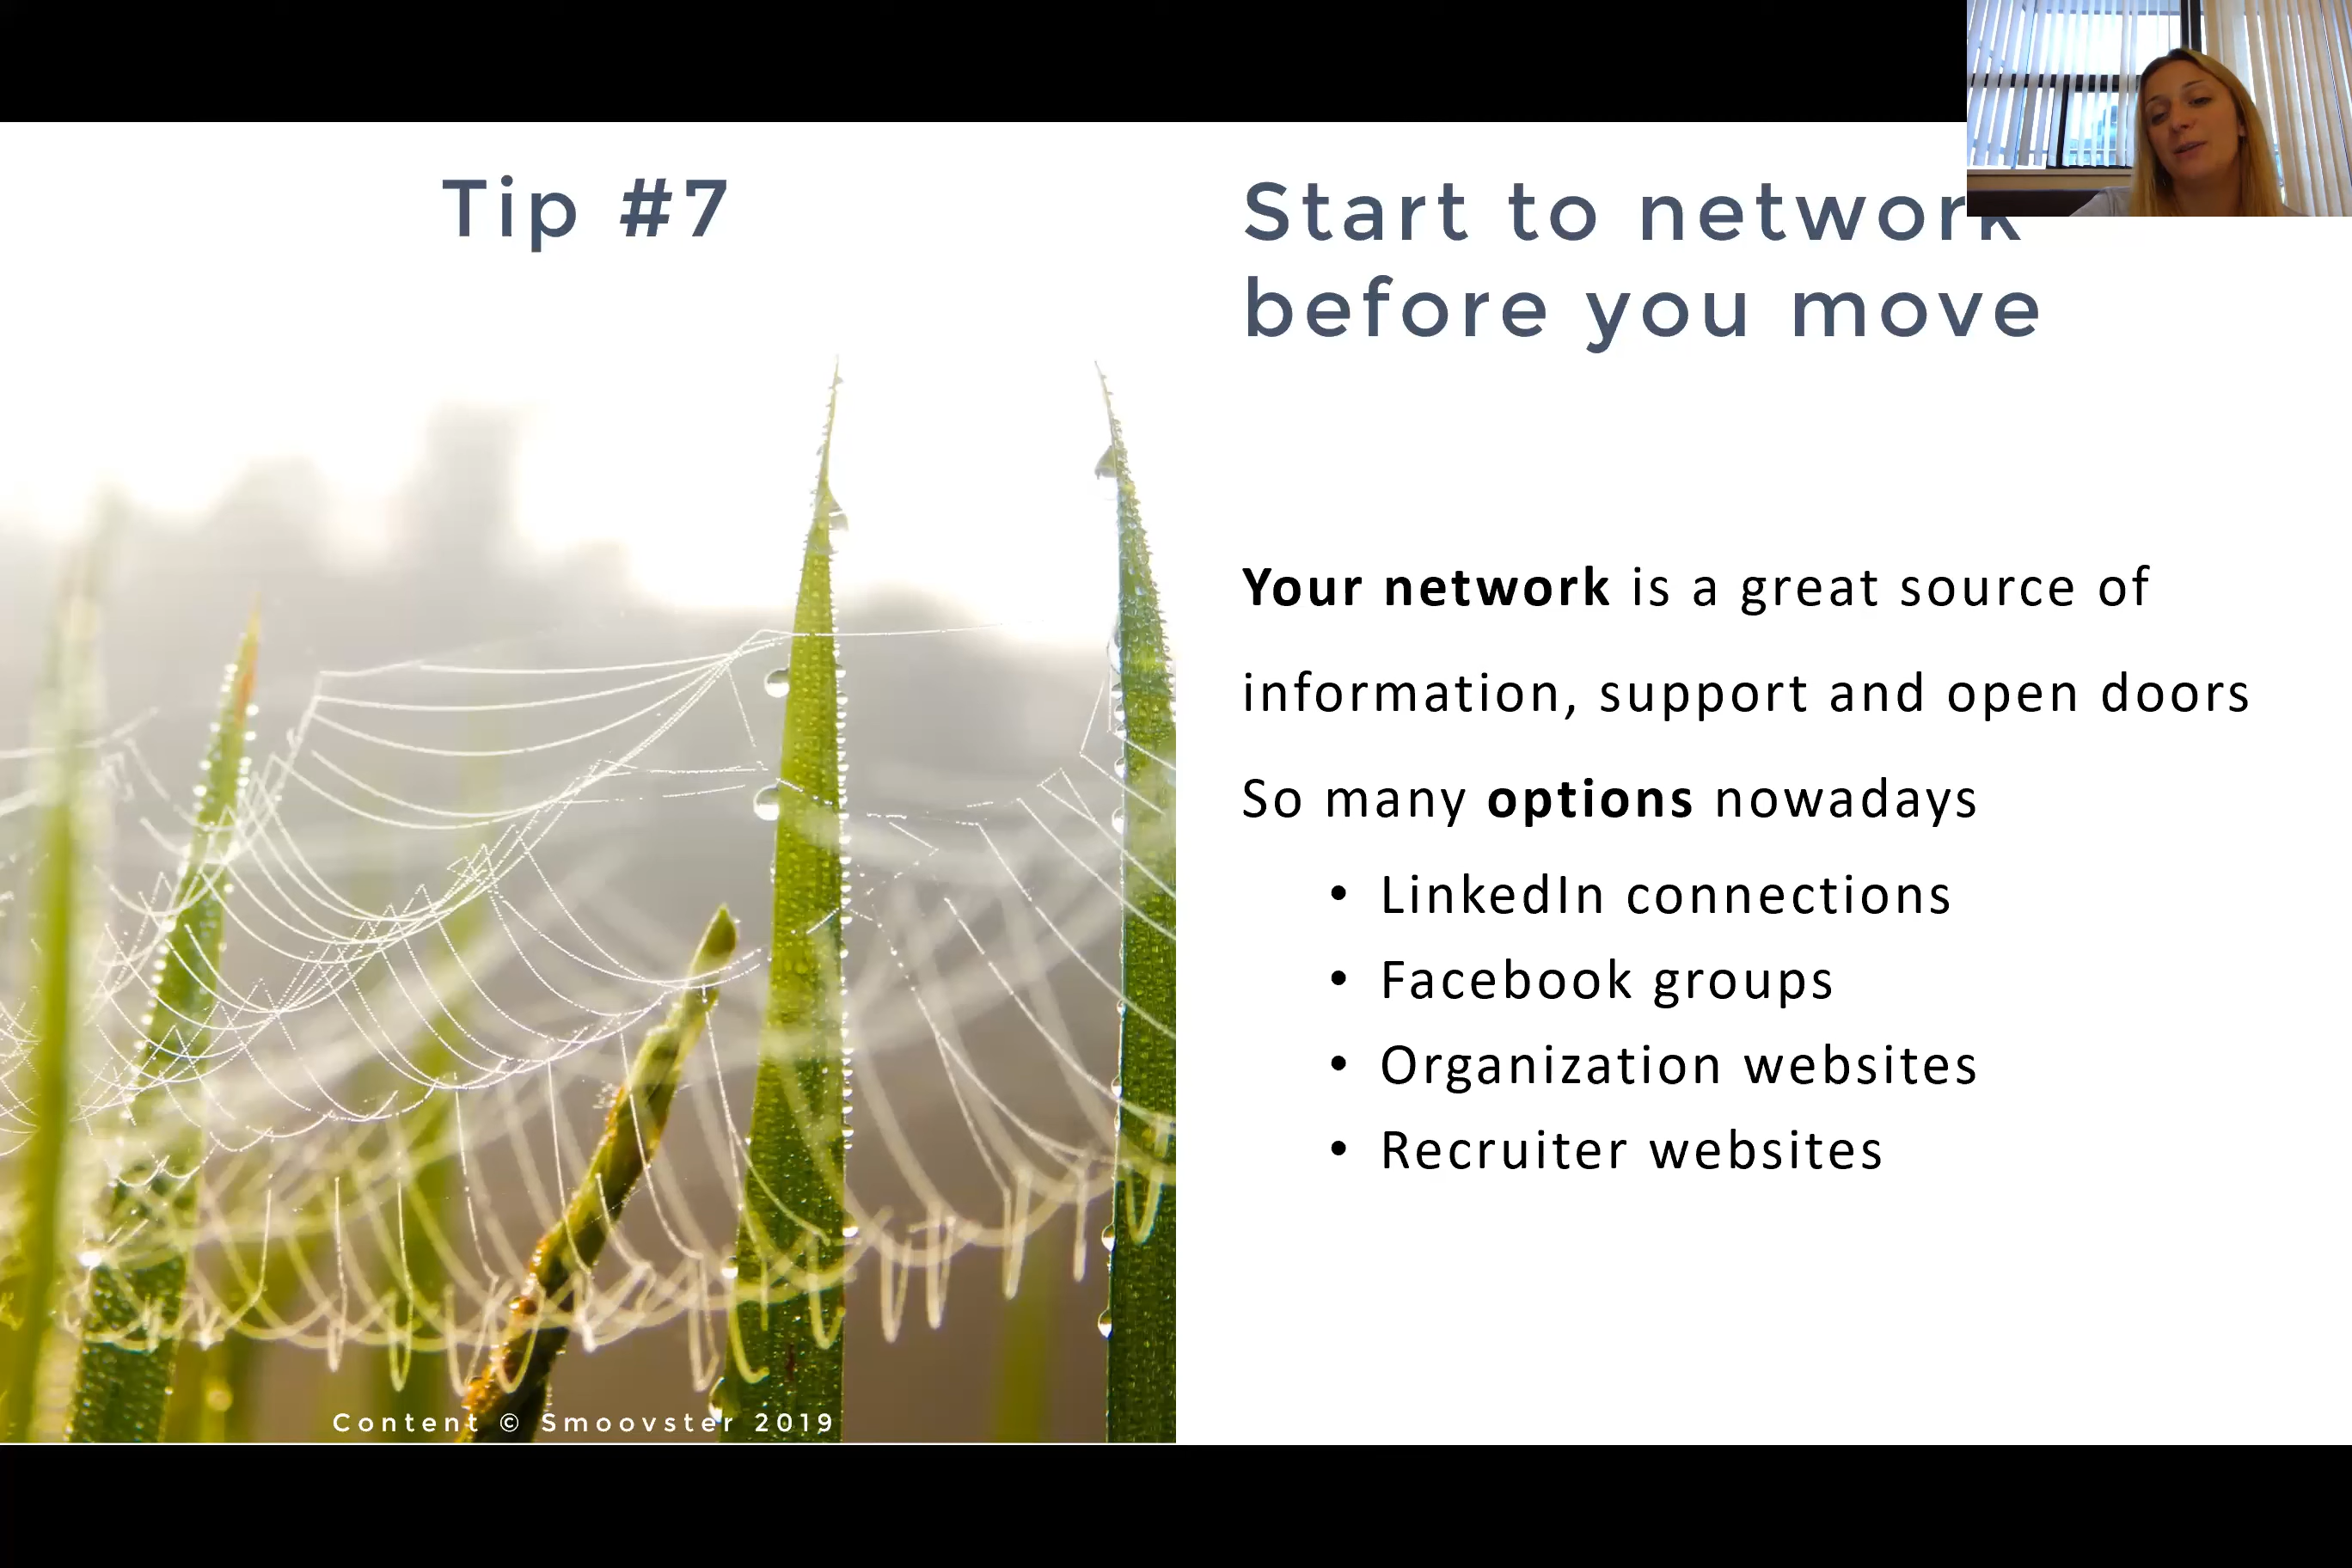 Tip #7
Start to network
before you move
Your network is a great source of
information, support and open doors
So many options nowadays
• LinkedIn connections
• Facebook groups
• Organization websites
• Recruiter websites
Content © Smoovster 2019